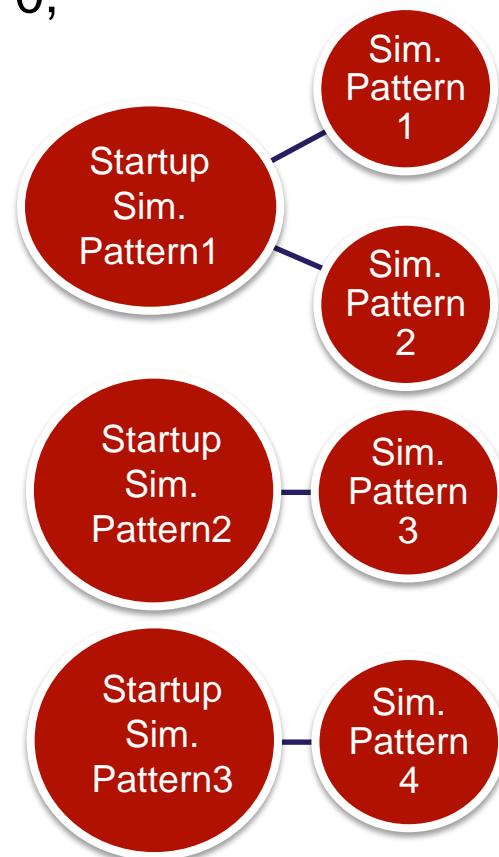 0,
Startup
Sim.
Pattern1
Sim.
Pattern
1
Sim.
Pattern
2
Startup
Sim.
Pattern2
Sim.
Pattern
3
Startup
Sim.
Pattern3
Sim.
Pattern
4